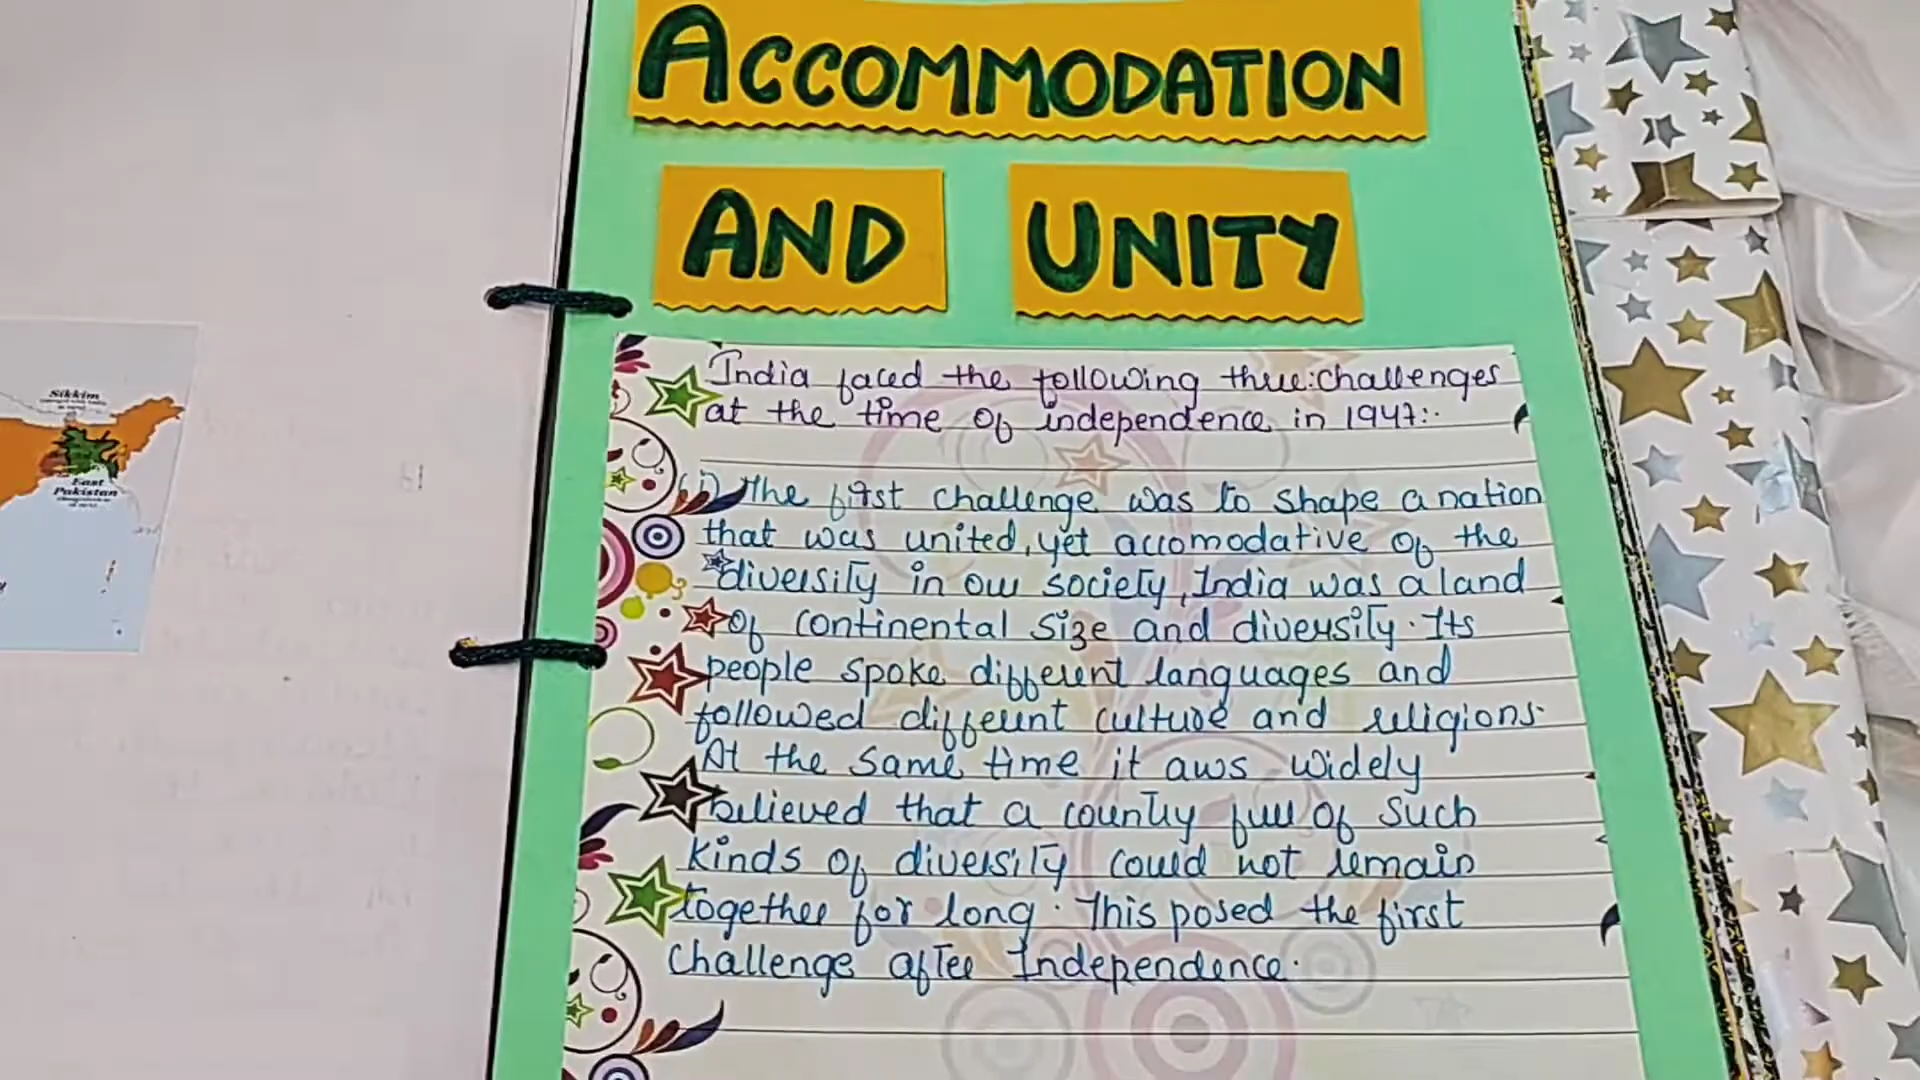 ACCOMMODATION
AND UNITY
India faced the following three:challenges
at the time of independence in 1947:-
(i) The first challenge was to shape a nation
that was united, yet accomodative of the
diversity in our society, India was a land
of continental size and diversity. Its
people spoke different languages and
followed different culture and religions.
At the same time it aws widely
believed that a country full of such
kinds of diversity could not remain
together for long. This posed the first
challenge after Independence.
Sikkim
East
Pakistan